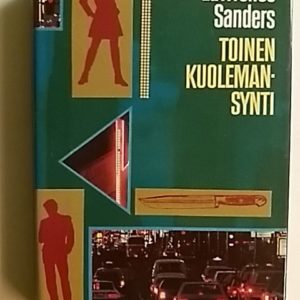 Sanders
TOINEN
KUOLEMAN-
SYNTI